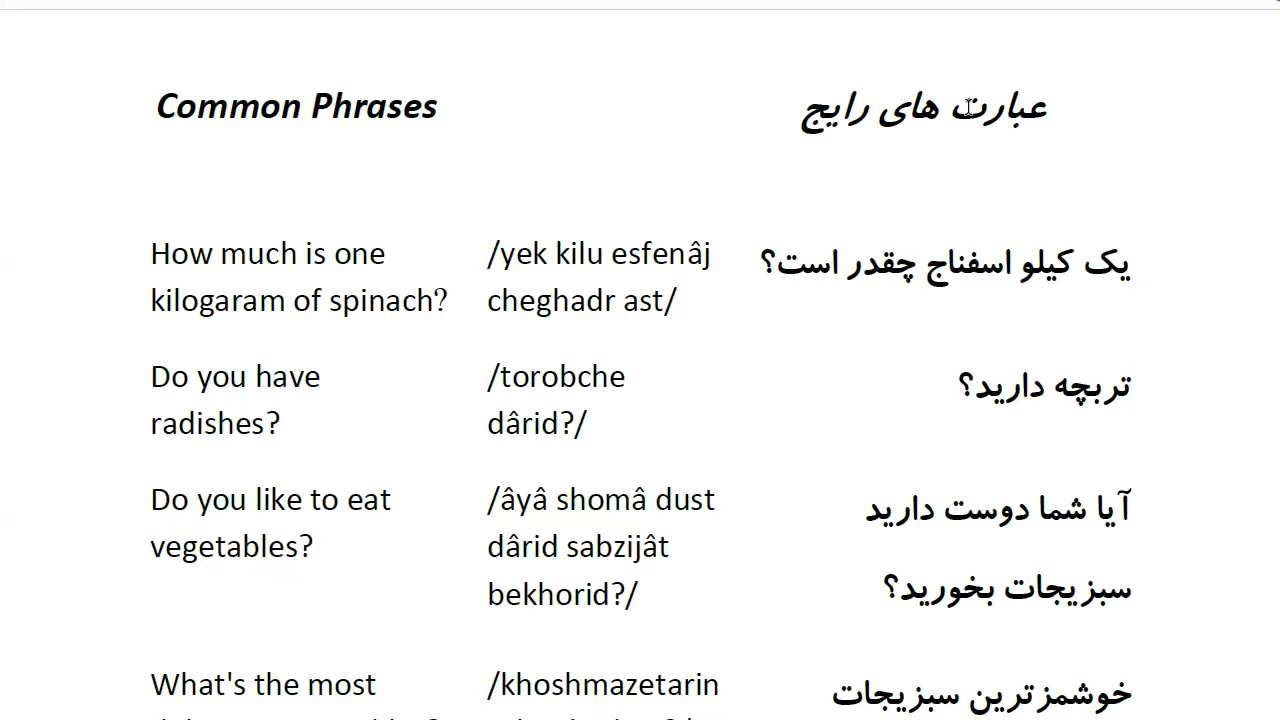 Common Phrases
عبارت های رایج
How much is one
kilogaram of spinach?
/yek kilu esfenâj
cheghadr ast/
یک کیلو اسفناج چقدر است؟
Do you have
radishes?
/torobche
dârid?/
تربچه دارید؟
Do you like to eat
vegetables?
/âyâ shomâ dust
dârid sabzijât
bekhorid?/
آیا شما دوست دارید
سبزیجات بخورید؟
What's the most
/khoshmazetarin
خوشمزترین سبزیجات